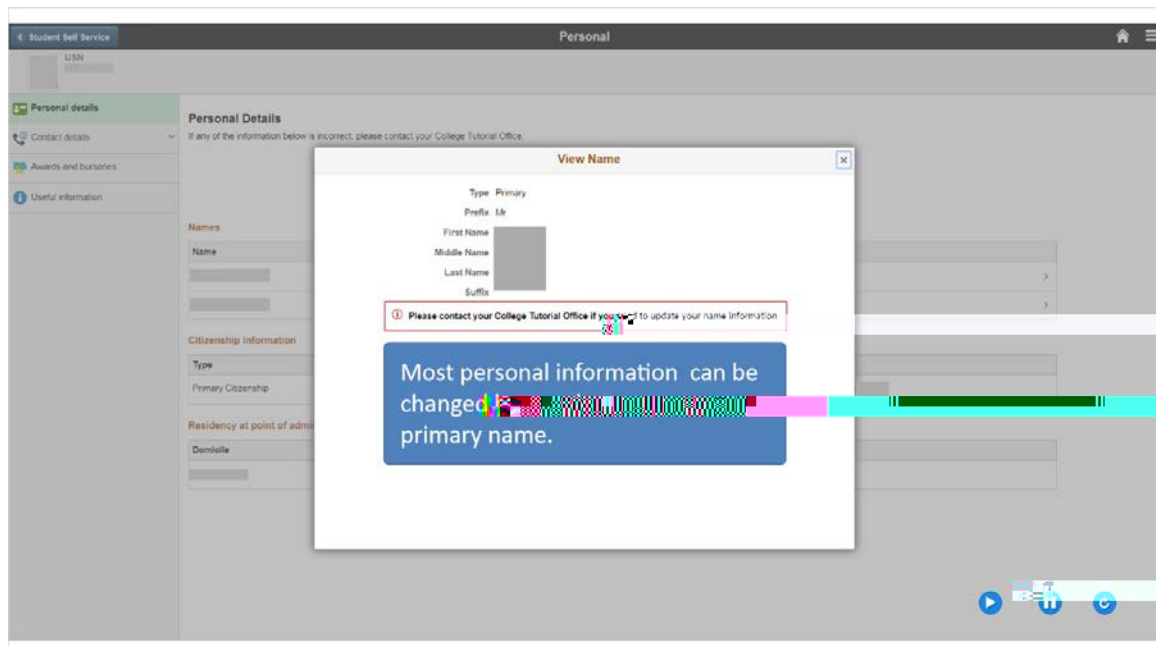 Student Self Service
Personal
USN
Personal details
Contact details
Awards and bursaries
Useful information
Personal Details
If any of the information below is incorrect, please contact your College Tutorial Office.
View Name
Type Primary
Prefix Mr
First Name
Middle Name
Last Name
Suffix
Please contact your College Tutorial Office if you need to update your name information
Names
Name
Citizenship Information
Type
Primary Citizenship
Residency at point of
Domicile
Most personal information can be
changed
primary name.